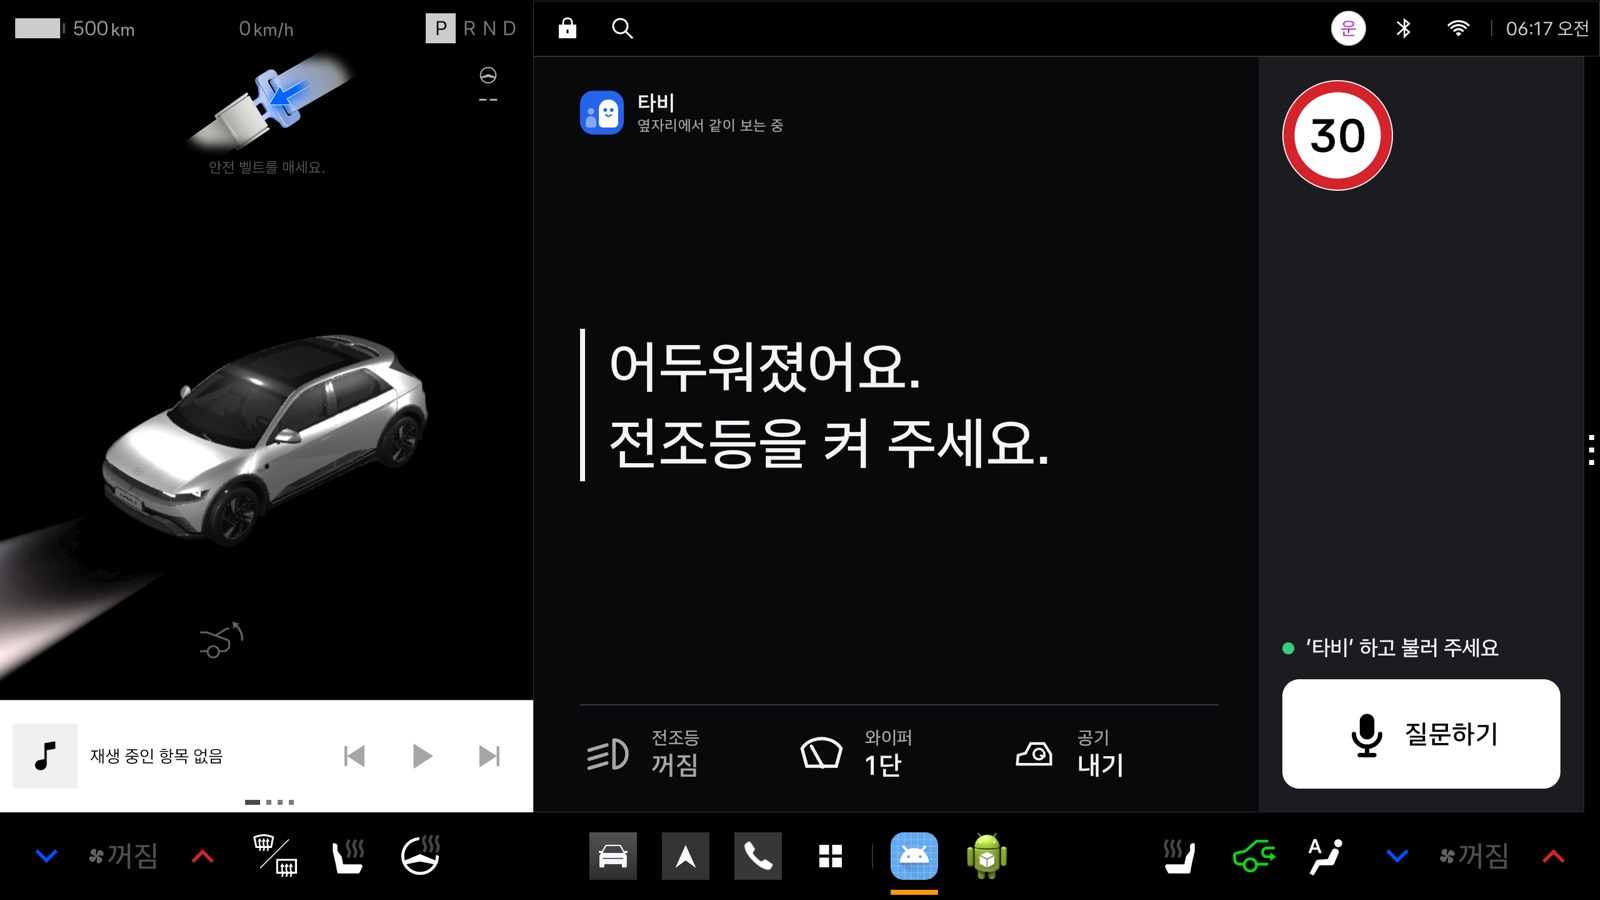 500 km
0 km/h
P R N D
운
06:17 오전
안전 벨트를 매세요.
--
타비
옆자리에서 같이 보는 중
30
어두워졌어요.
전조등을 켜 주세요.
'타비' 하고 불러 주세요
질문하기
전조등
꺼짐
와이퍼
1단
공기
내기
재생 중인 항목 없음
꺼짐
A
꺼짐